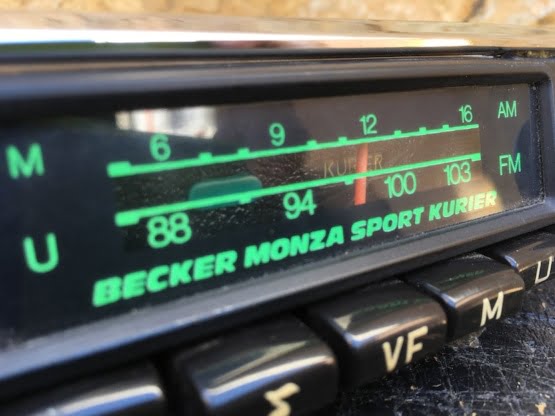 M 6 9 12 16 AM
KURIER
U 88 94 100 103 FM
BECKER MONZA SPORT KURIER
VF M U